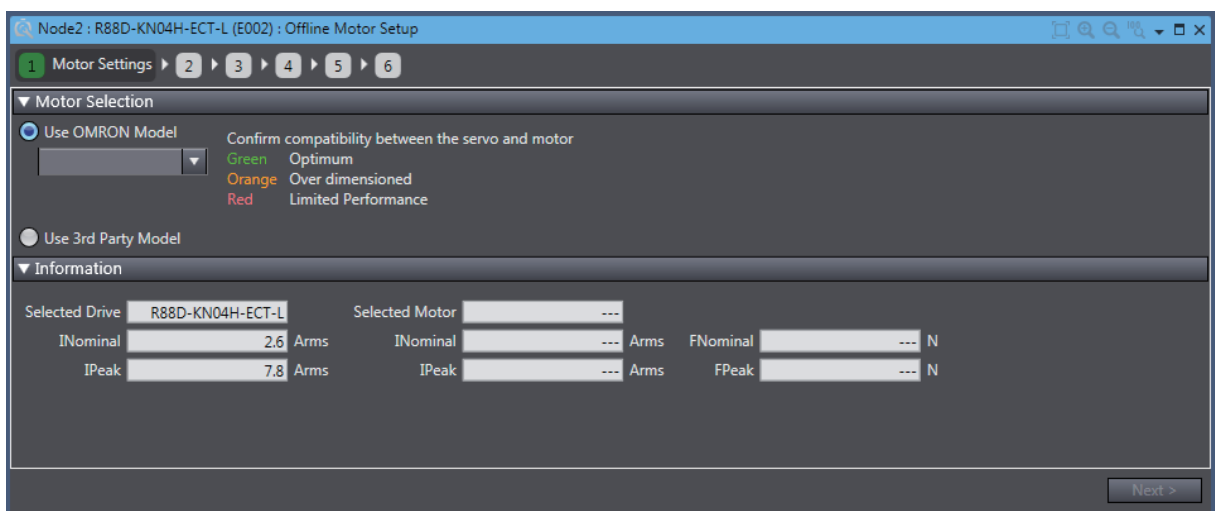 Node2 : R88D-KN04H-ECT-L (E002) : Offline Motor Setup
1 Motor Settings 2 3 4 5 6
Motor Selection
Use OMRON Model
Confirm compatibility between the servo and motor
Green Optimum
Orange Over dimensioned
Red Limited Performance
Use 3rd Party Model
Information
Selected Drive R88D-KN04H-ECT-L Selected Motor ---
INominal 2.6 Arms INominal --- Arms FNominal --- N
IPeak 7.8 Arms IPeak --- Arms FPeak --- N
Next >